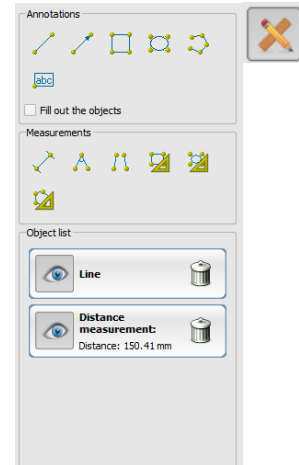 Annotations
abc
Fill out the objects
Measurements
Object list
Line
Distance
measurement:
Distance: 150.41 mm